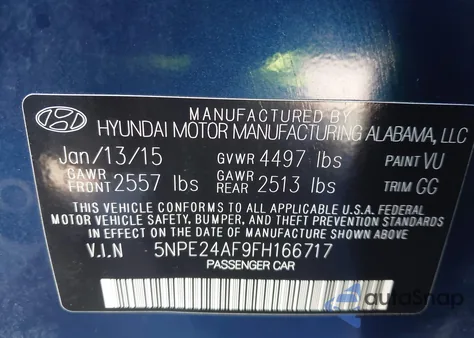 MANUFACTURED BY
HYUNDAI MOTOR MANUFACTURING ALABAMA, LLC
Jan/13/15 GVWR 4497 lbs PAINT VU
GAWR FRONT 2557 lbs GAWR REAR 2513 lbs TRIM GG
THIS VEHICLE CONFORMS TO ALL APPLICABLE U.S.A. FEDERAL
MOTOR VEHICLE SAFETY, BUMPER, AND THEFT PREVENTION STANDARDS
IN EFFECT ON THE DATE OF MANUFACTURE SHOWN ABOVE.
V.I.N 5NPE24AF9FH166717
PASSENGER CAR
autoSnap